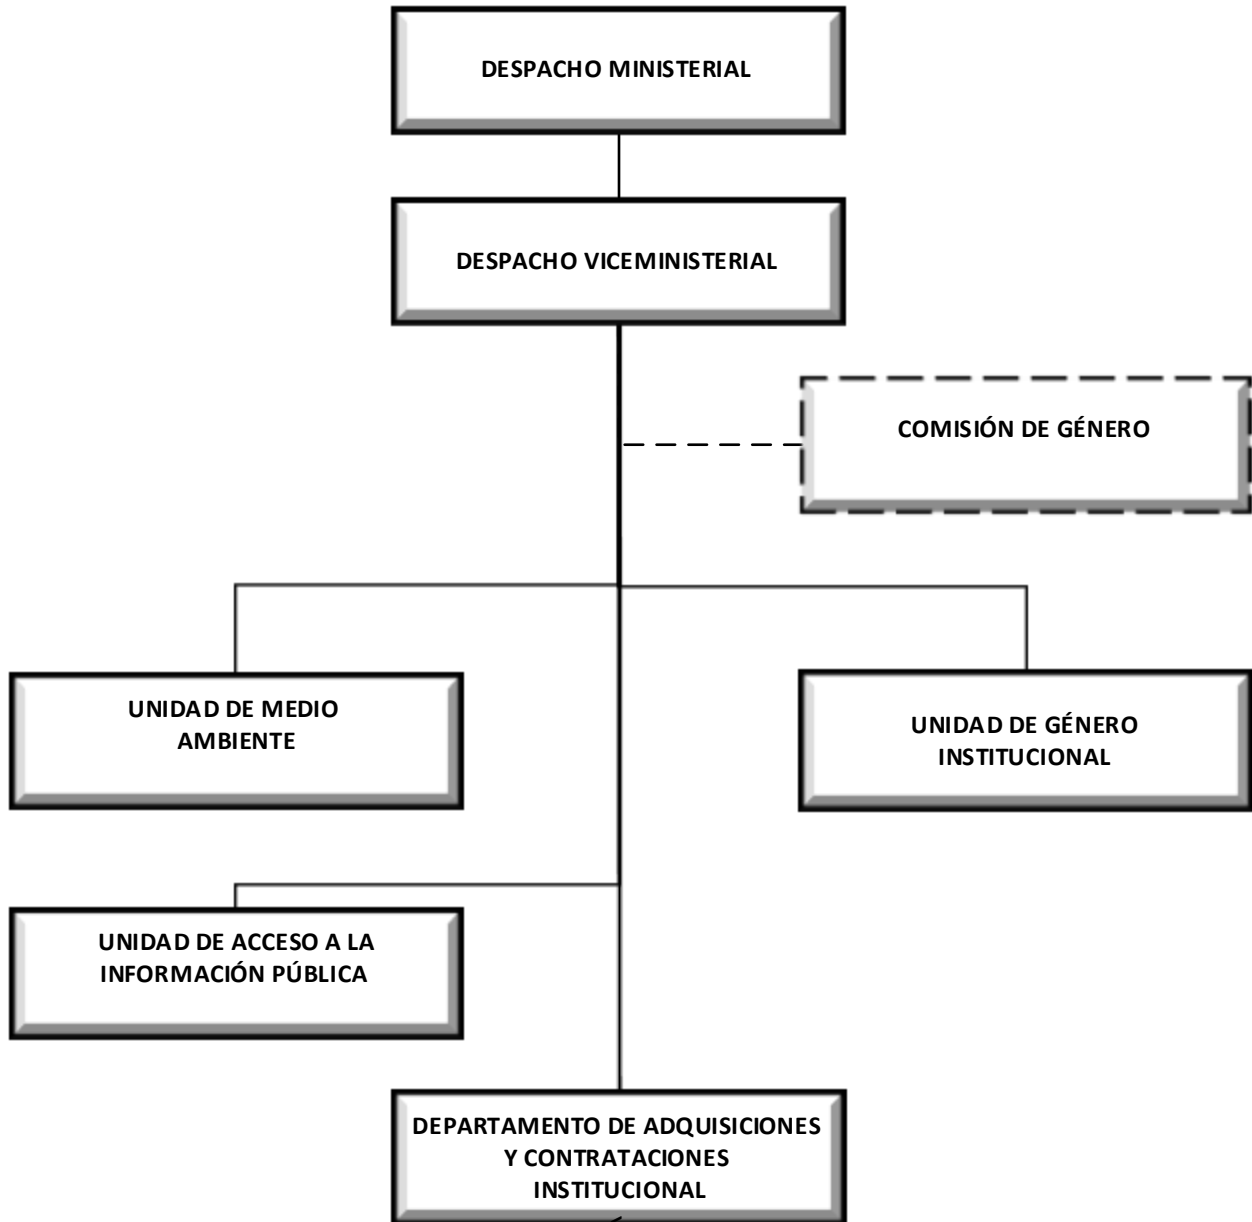 DESPACHO MINISTERIAL
DESPACHO VICEMINISTERIAL
COMISIÓN DE GÉNERO
UNIDAD DE MEDIO
AMBIENTE
UNIDAD DE GÉNERO
INSTITUCIONAL
UNIDAD DE ACCESO A LA
INFORMACIÓN PÚBLICA
DEPARTAMENTO DE ADQUISICIONES
Y CONTRATACIONES
INSTITUCIONAL